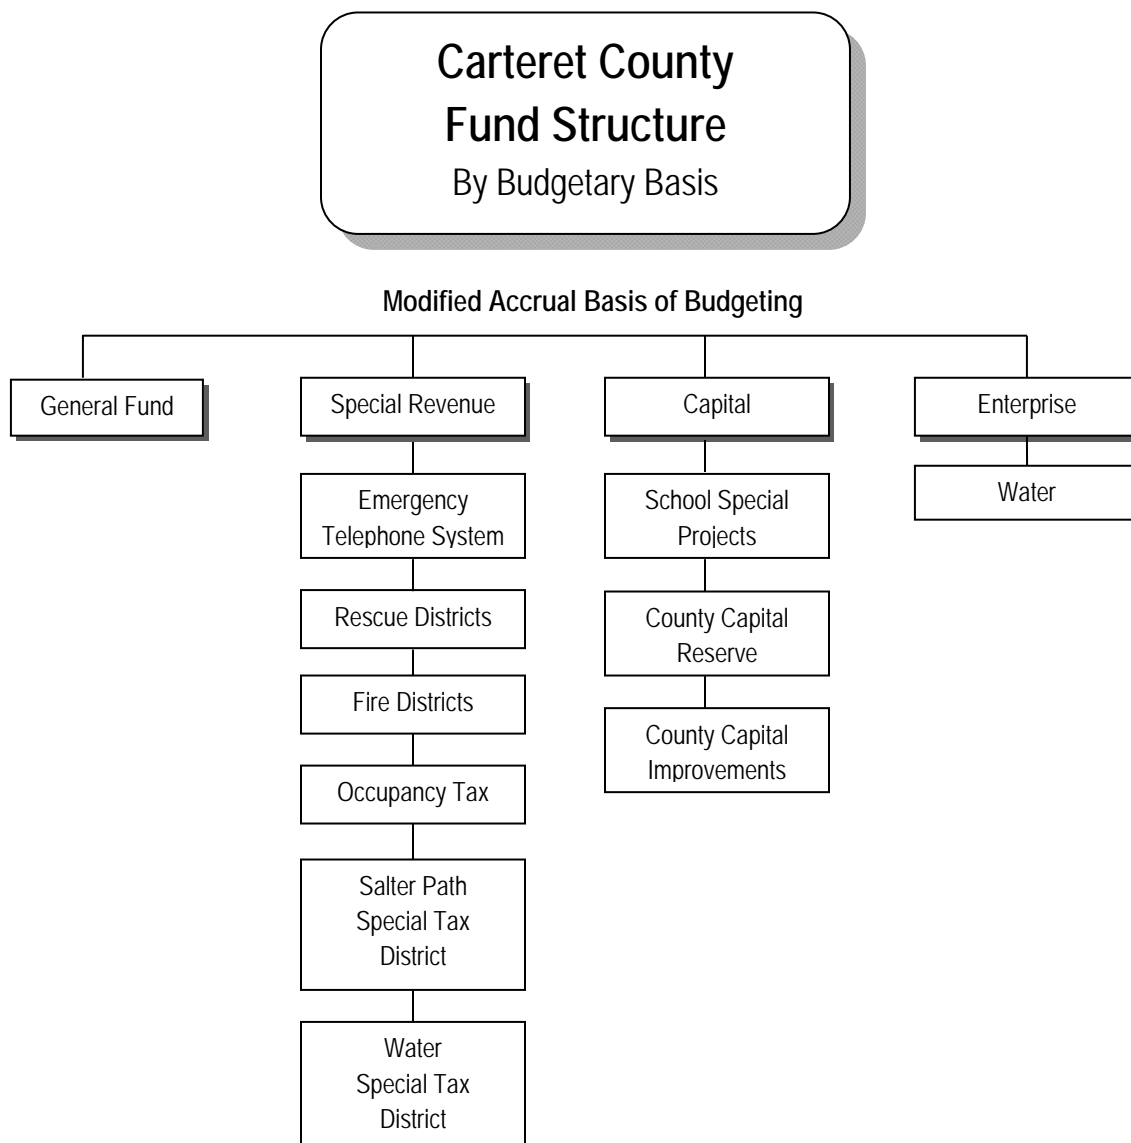 Carteret County
Fund Structure
By Budgetary Basis
Modified Accrual Basis of Budgeting
General Fund
Special Revenue
Capital
Enterprise
Emergency
Telephone System
School Special
Projects
Water
Rescue Districts
County Capital
Reserve
Fire Districts
County Capital
Improvements
Occupancy Tax
Salter Path
Special Tax
District
Water
Special Tax
District